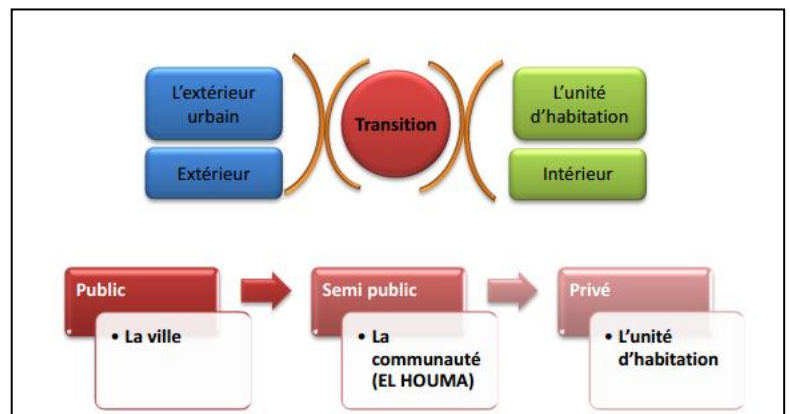 L'extérieur
urbain
Extérieur
Transition
L'unité
d'habitation
Intérieur
Public
• La ville
Semi public
• La
communauté
(EL HOUMA)
Privé
• L'unité
d'habitation